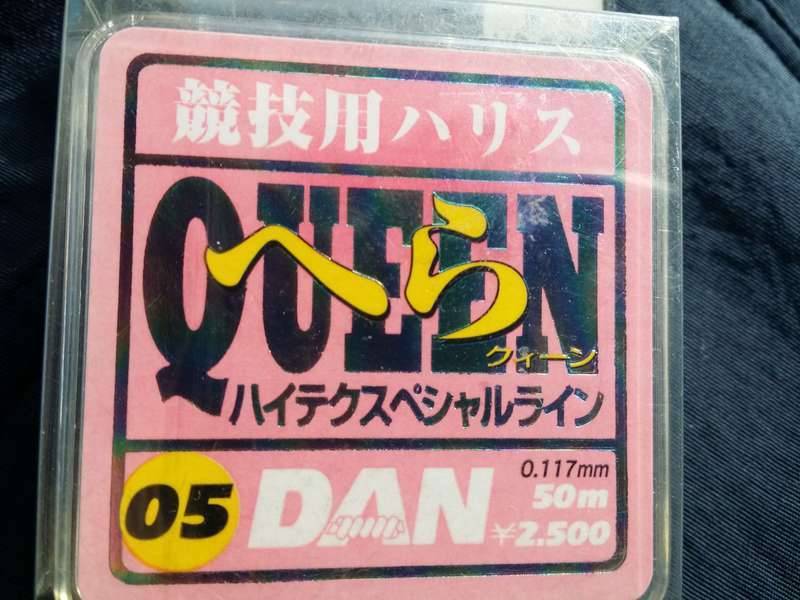 競技用ハリス
QUEEN
へら
クィーン
ハイテクスペシャルライン
05 DAN
0.117mm
50m
¥2.500